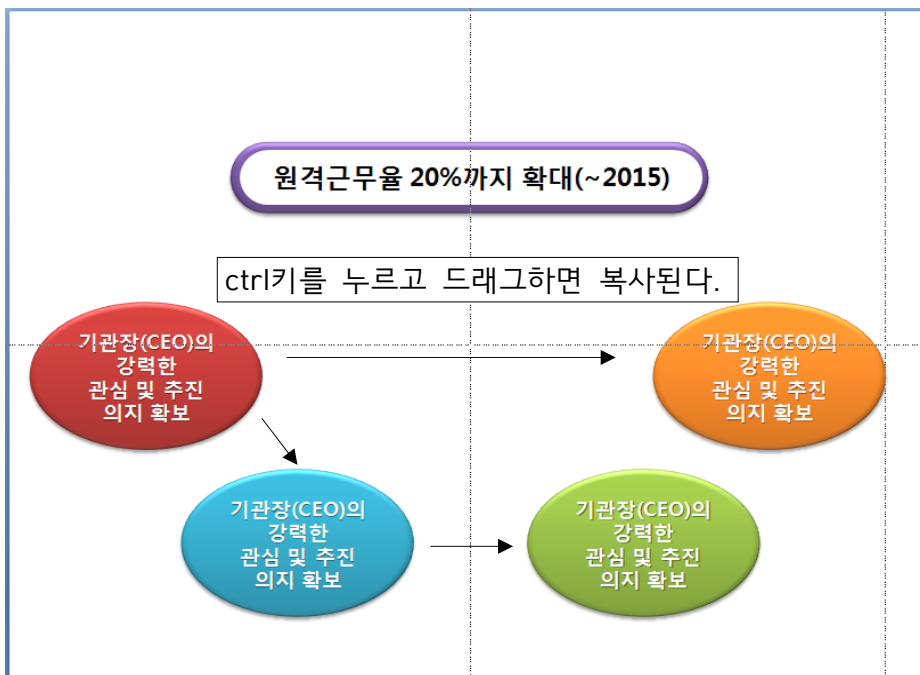 원격근무율 20%까지 확대(~2015)
ctrl키를 누르고 드래그하면 복사된다.
기관장(CEO)의
강력한
관심 및 추진
의지 확보
기관장(CEO)의
강력한
관심 및 추진
의지 확보
기관장(CEO)의
강력한
관심 및 추진
의지 확보
기관장(CEO)의
강력한
관심 및 추진
의지 확보